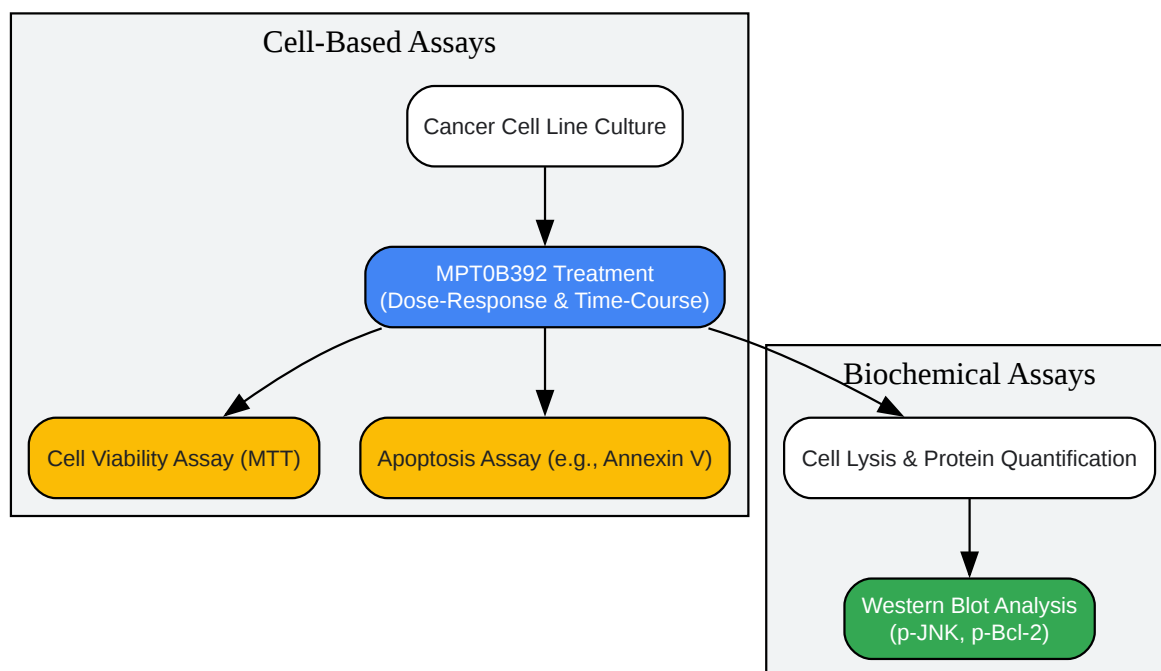 Cell-Based Assays
Cancer Cell Line Culture
MPT0B392 Treatment
(Dose-Response & Time-Course)
Cell Viability Assay (MTT)
Apoptosis Assay (e.g., Annexin V)
Biochemical Assays
Cell Lysis & Protein Quantification
Western Blot Analysis
(p-JNK, p-Bcl-2)